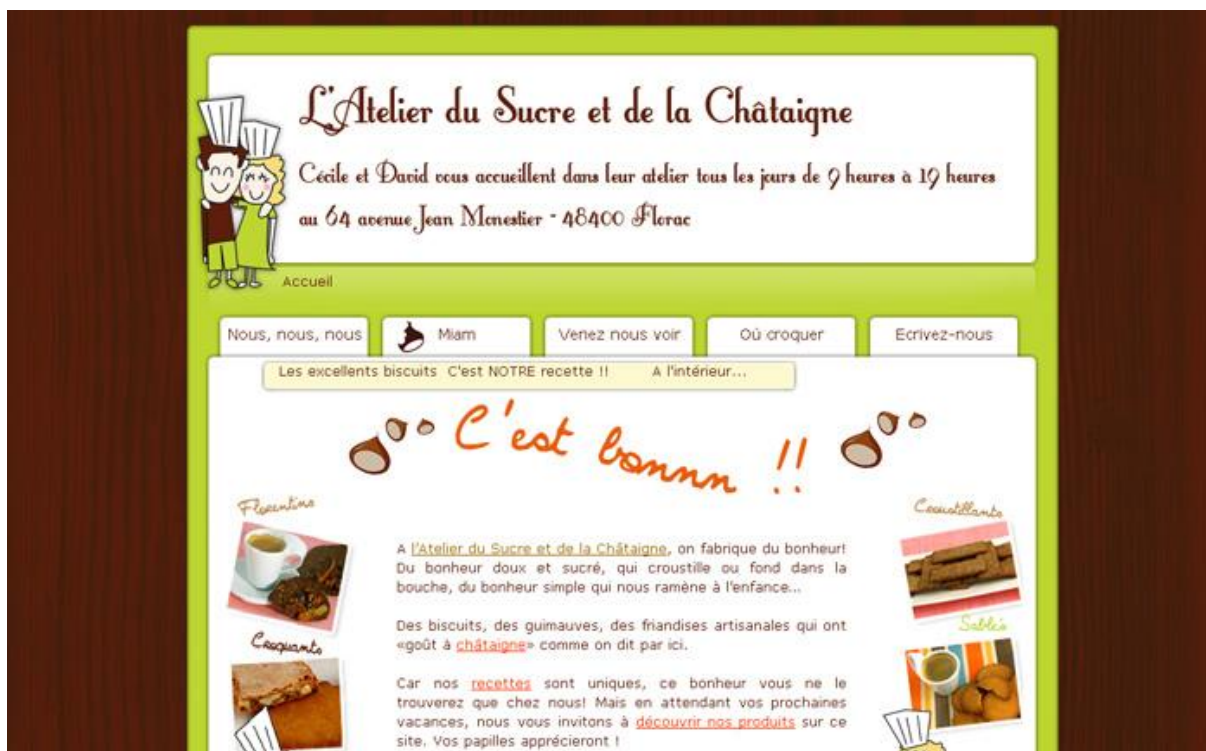 L'Atelier du Sucre et de la Châtaigne
Cécile et David vous accueillent dans leur atelier tous les jours de 9 heures à 19 heures
au 64 avenue Jean Monestier - 48400 Florac
Accueil
Nous, nous, nous
Miam
Venez nous voir
Où croquer
Ecrivez-nous
Les excellents biscuits C'est NOTRE recette !! A l'intérieur...
C'est bonnn !!
Florentins
Croustillants
A l'Atelier du Sucre et de la Châtaigne, on fabrique du bonheur!
Du bonheur doux et sucré, qui croustille ou fond dans la
bouche, du bonheur simple qui nous ramène à l'enfance...
Sablés
Croquants
Des biscuits, des guimauves, des friandises artisanales qui ont
«goût à châtaigne» comme on dit par ici.
Car nos recettes sont uniques, ce bonheur vous ne le
trouverez que chez nous! Mais en attendant vos prochaines
vacances, nous vous invitons à découvrir nos produits sur ce
site. Vos papilles apprécieront !